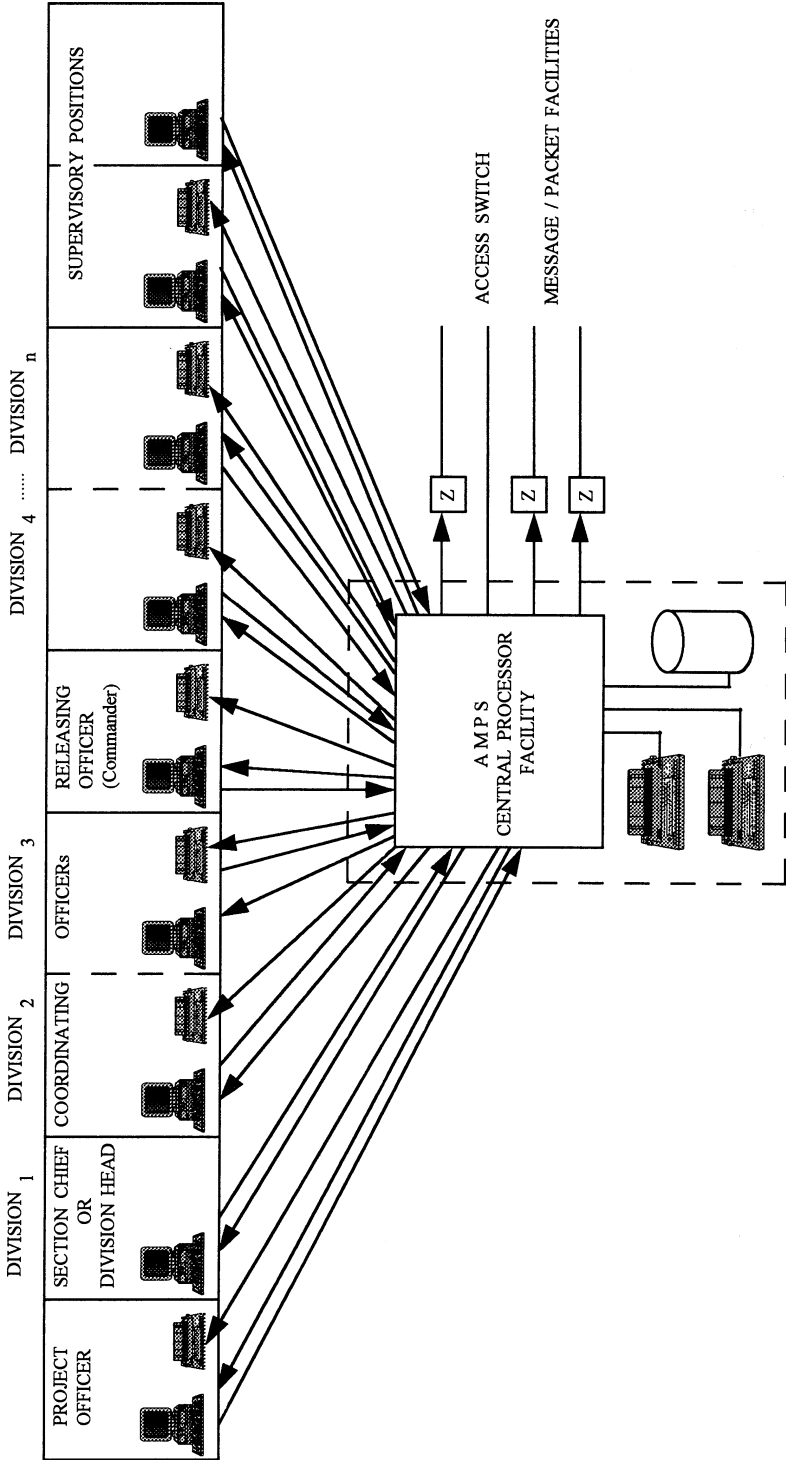 DIVISION 1
DIVISION 2
DIVISION 3
DIVISION 4 ...... DIVISION n
PROJECT
OFFICER
SECTION CHIEF
OR
DIVISION HEAD
COORDINATING
OFFICERs
RELEASING
OFFICER
(Commander)
SUPERVISORY POSITIONS
A M P S
CENTRAL PROCESSOR
FACILITY
Z
Z
Z
ACCESS SWITCH
MESSAGE / PACKET FACILITIES